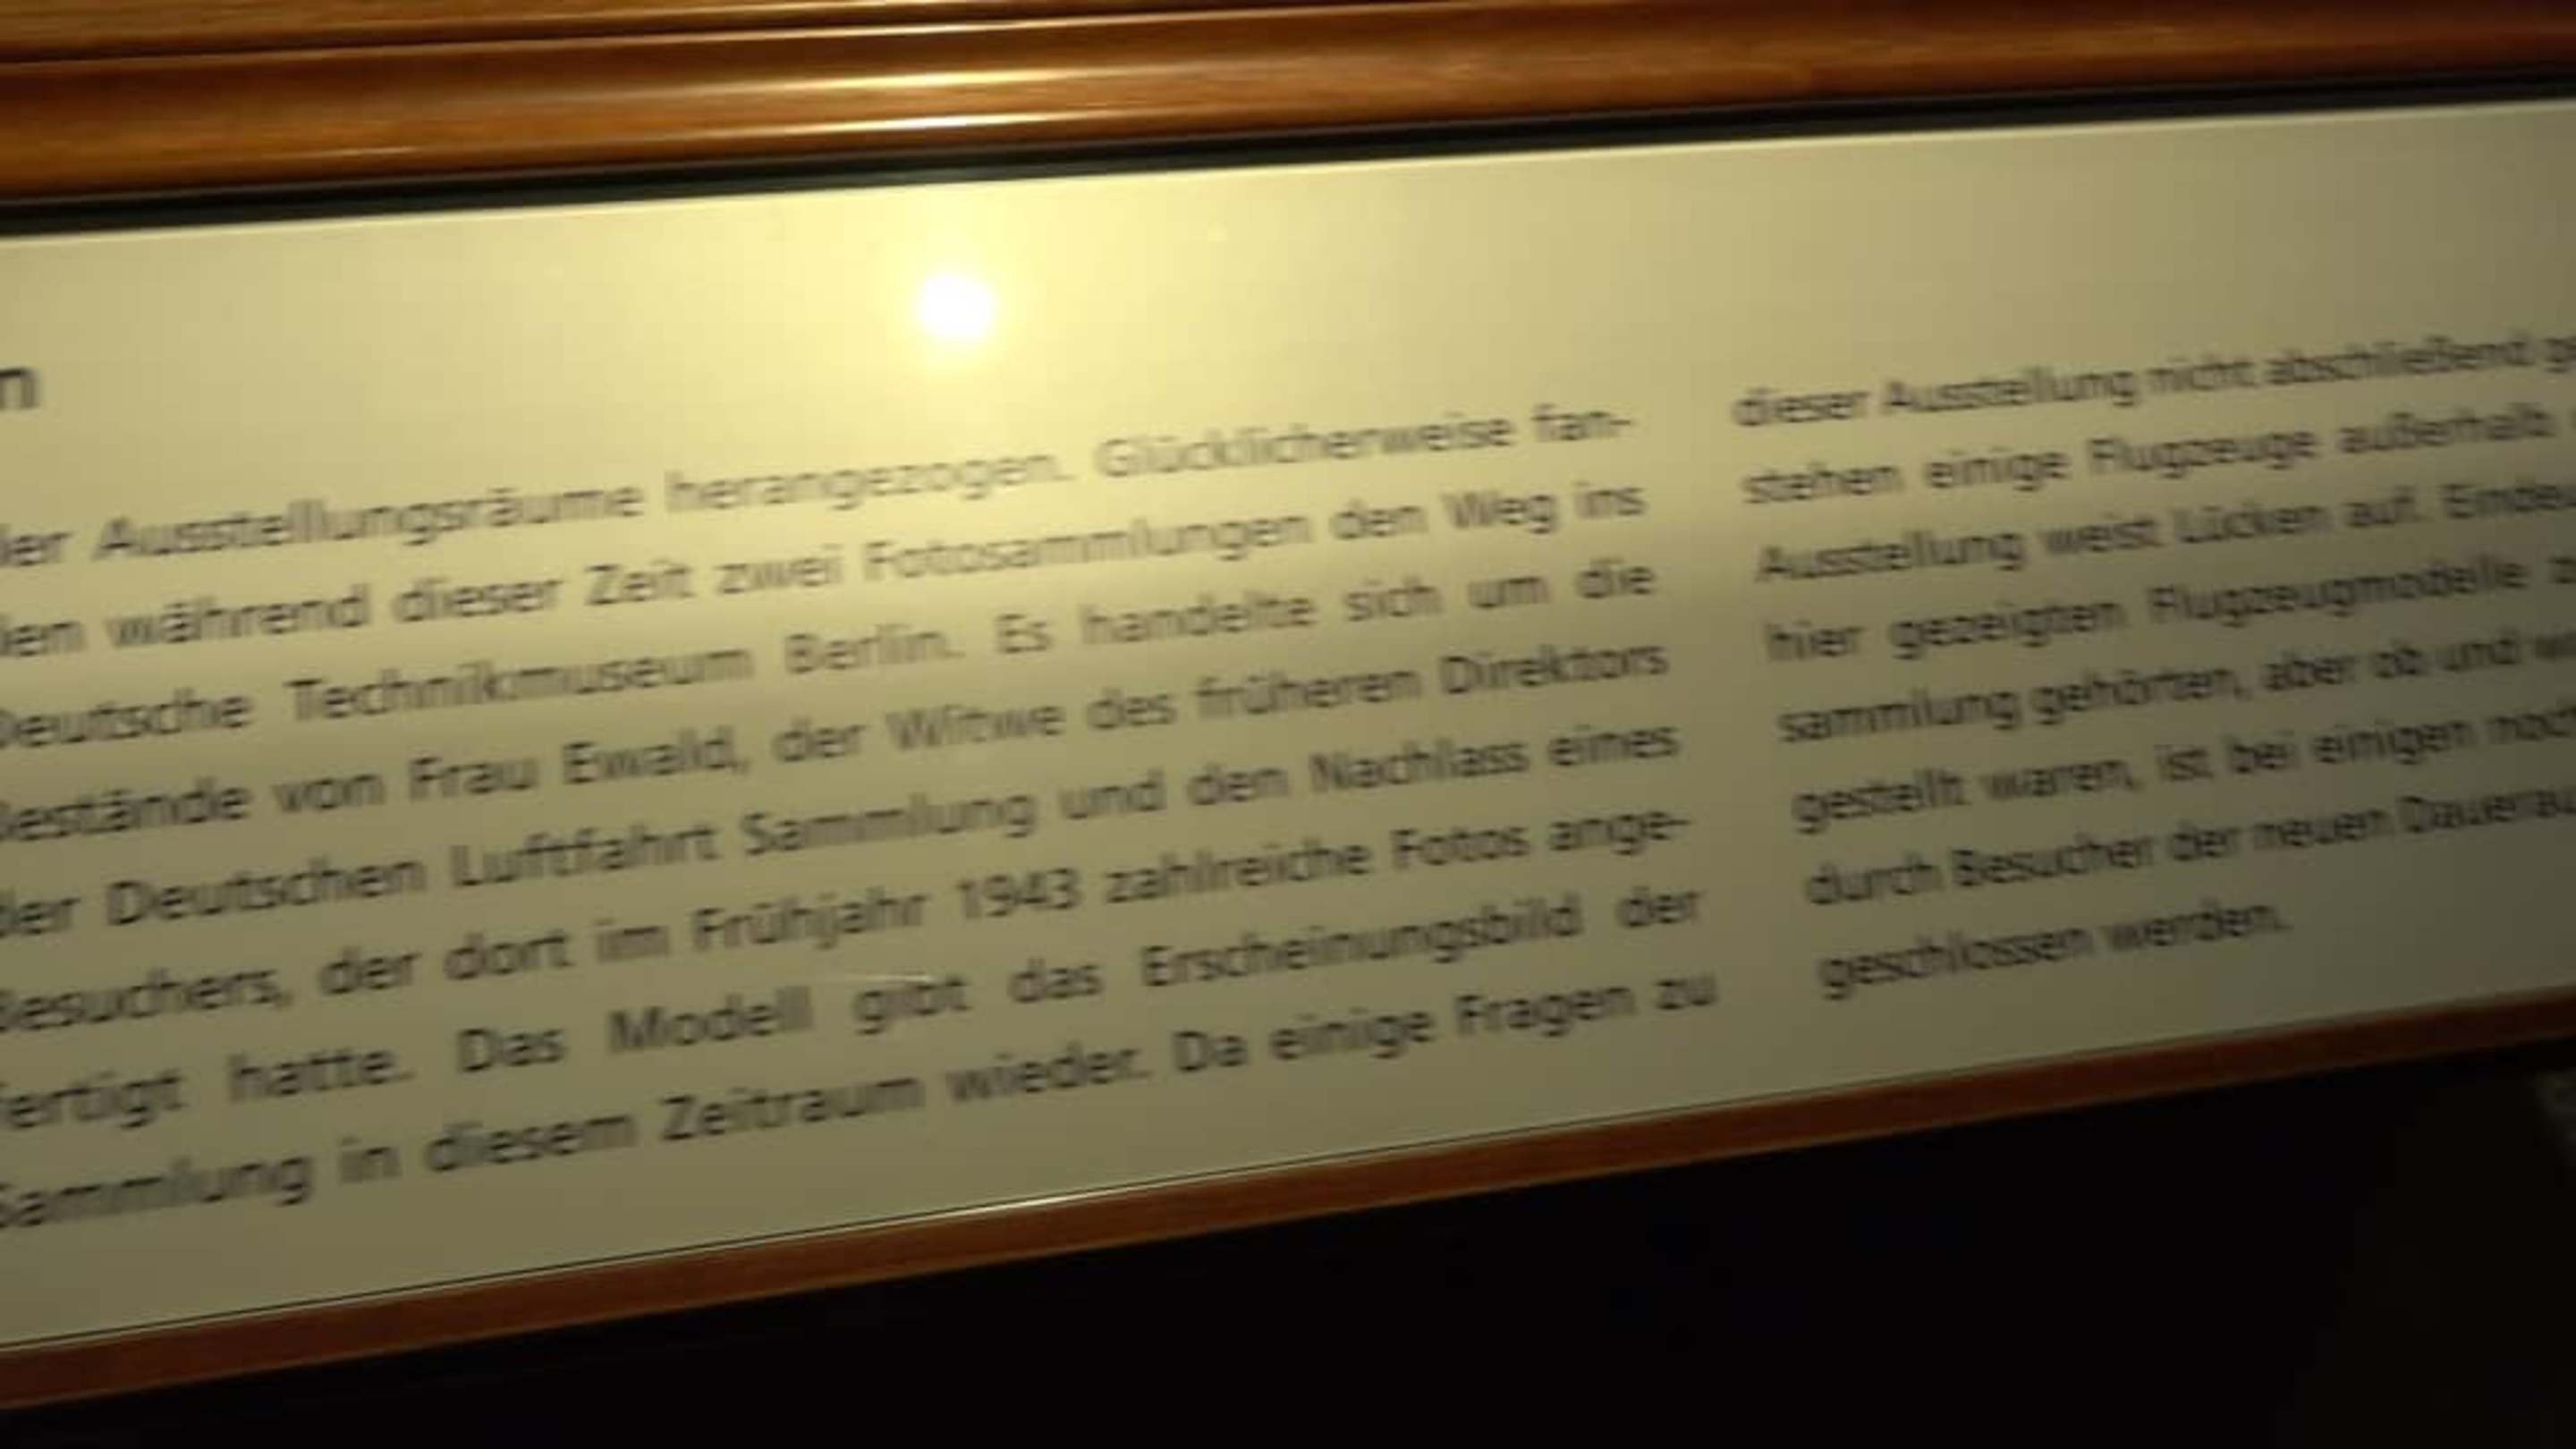 n
der Ausstellungsräume herangezogen. Glücklicherweise fan-
den während dieser Zeit zwei Fotosammlungen den Weg ins
Deutsche Technikmuseum Berlin. Es handelte sich um die
Bestände von Frau Ewald, der Witwe des früheren Direktors
der Deutschen Luftfahrt Sammlung und den Nachlass eines
Besuchers, der dort im Frühjahr 1943 zahlreiche Fotos ange-
fertigt hatte. Das Modell gibt das Erscheinungsbild der
Sammlung in diesem Zeitraum wieder. Da einige Fragen zu
dieser Ausstellung nicht abschließend
stehen einige Flugzeuge außerhalb
Ausstellung weist Lücken auf.
hier gezeigten Flugzeugmodelle
sammlung gehörten, aber ob und
gestellt waren, ist bei einigen
durch Besucher der neuen
geschlossen werden.